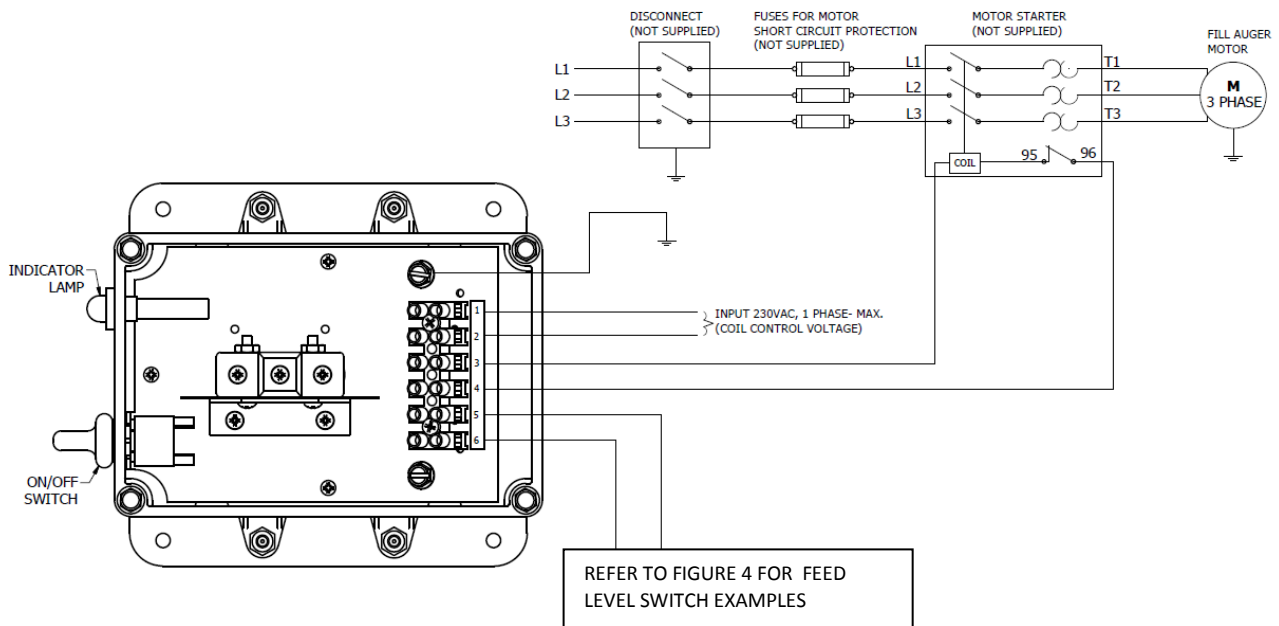 DISCONNECT
(NOT SUPPLIED)
FUSES FOR MOTOR
SHORT CIRCUIT PROTECTION
(NOT SUPPLIED)
MOTOR STARTER
(NOT SUPPLIED)
FILL AUGER
MOTOR
L1
L2
L3
L1
L2
L3
T1
T2
T3
M
3 PHASE
COIL
95
96
INDICATOR
LAMP
ON/OFF
SWITCH
1
2
3
4
5
6
INPUT 230VAC, 1 PHASE- MAX.
(COIL CONTROL VOLTAGE)
REFER TO FIGURE 4 FOR FEED
LEVEL SWITCH EXAMPLES